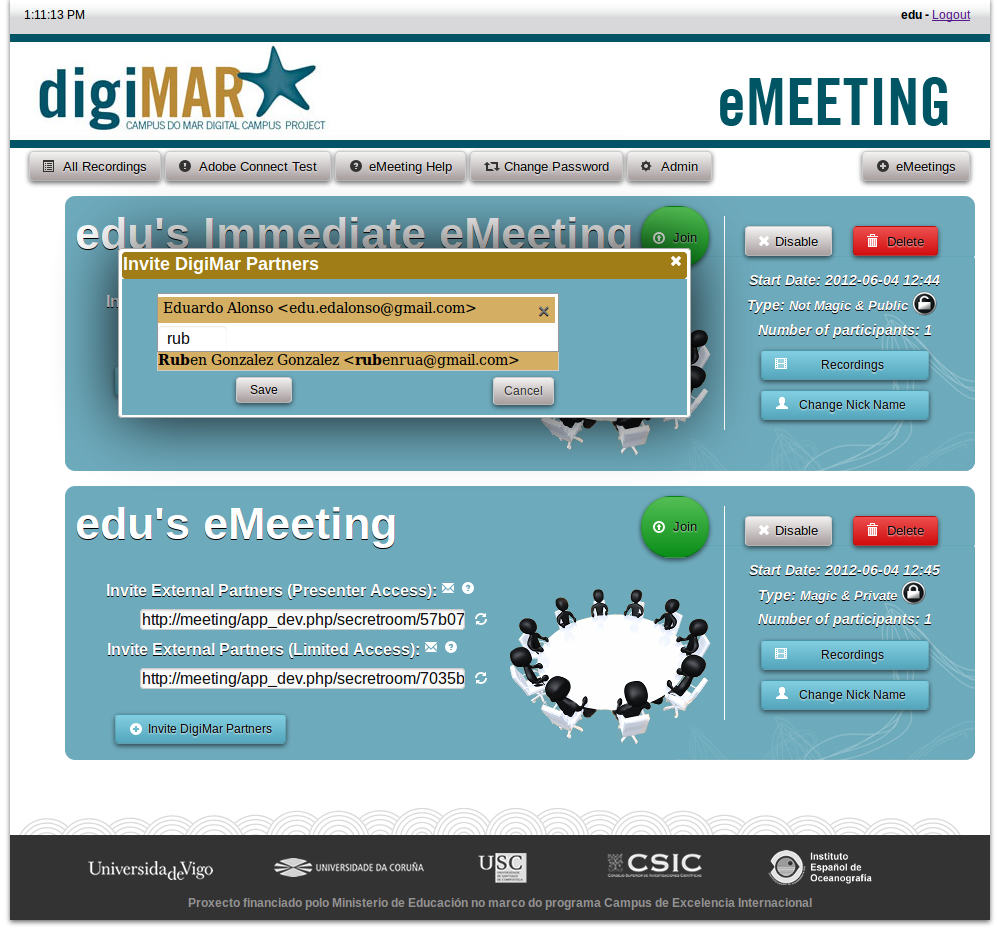 1:11:13 PM
edu - Logout
digiMAR
CAMPUS DO MAR DIGITAL CAMPUS PROJECT
eMEETING
All Recordings
Adobe Connect Test
eMeeting Help
Change Password
Admin
eMeetings
edu's Immediate eMeeting
Join
Disable
Delete
Start Date: 2012-06-04 12:44
Type: Not Magic & Public
Number of participants: 1
Recordings
Change Nick Name
Invite DigiMar Partners
Eduardo Alonso <edu.edalonso@gmail.com>
rub
Ruben Gonzalez Gonzalez <rubenrua@gmail.com>
Save
Cancel
edu's eMeeting
Join
Disable
Delete
Start Date: 2012-06-04 12:45
Type: Magic & Private
Number of participants: 1
Recordings
Change Nick Name
Invite External Partners (Presenter Access):
http://meeting/app_dev.php/secretroom/57b07
Invite External Partners (Limited Access):
http://meeting/app_dev.php/secretroom/7035b
Invite DigiMar Partners
UniversidadeVigo
UNIVERSIDADE DA CORUÑA
USC
CSIC
CONSEJO SUPERIOR DE INVESTIGACIONES CIENTÍFICAS
Instituto
Español de
Oceanografía
Proxecto financiado polo Ministerio de Educación no marco do programa Campus de Excelencia Internacional